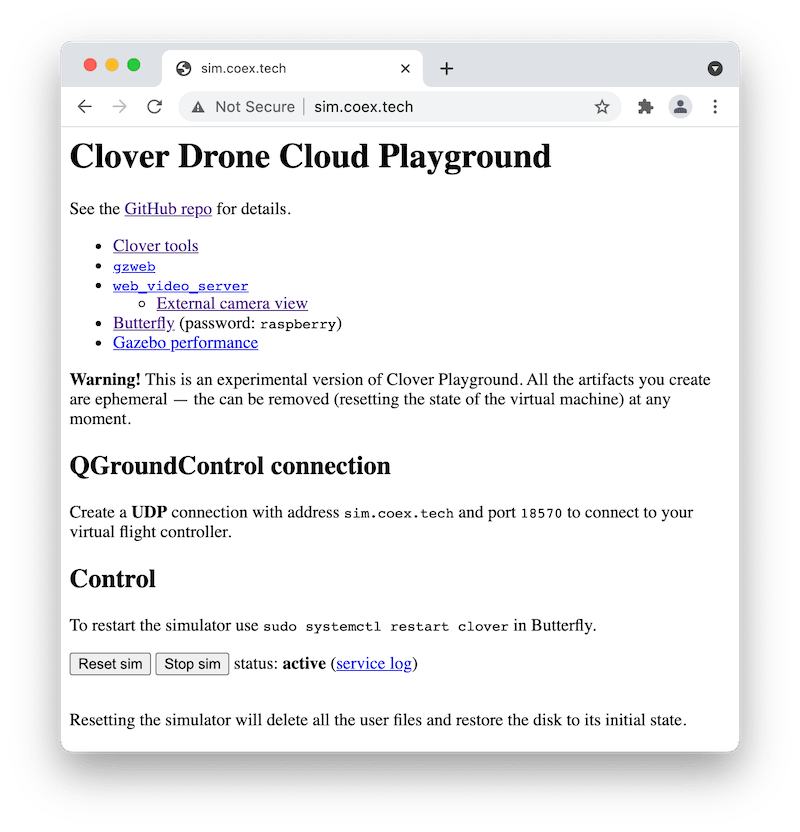 sim.coex.tech
Not Secure | sim.coex.tech
Clover Drone Cloud Playground
See the GitHub repo for details.
Clover tools
gzweb
web_video_server
External camera view
Butterfly (password: raspberry)
Gazebo performance
Warning! This is an experimental version of Clover Playground. All the artifacts you create
are ephemeral — the can be removed (resetting the state of the virtual machine) at any
moment.
QGroundControl connection
Create a UDP connection with address sim.coex.tech and port 18570 to connect to your
virtual flight controller.
Control
To restart the simulator use sudo systemctl restart clover in Butterfly.
Reset sim Stop sim status: active (service log)
Resetting the simulator will delete all the user files and restore the disk to its initial state.